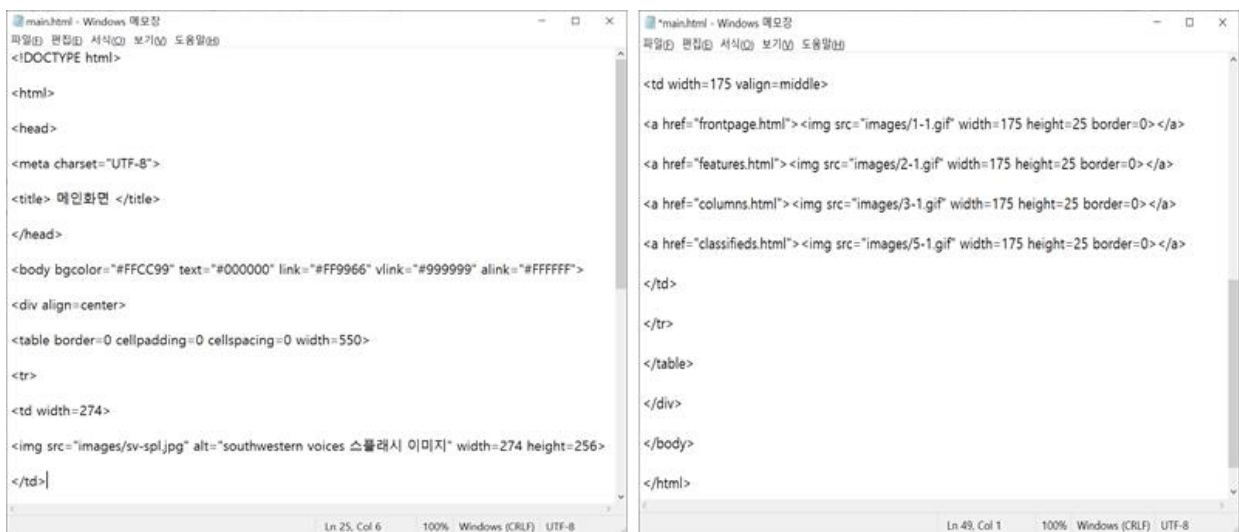 main.html - Windows 메모장
파일(F) 편집(E) 서식(O) 보기(V) 도움말(H)
<!DOCTYPE html>
<html>
<head>
<meta charset="UTF-8">
<title> 메인화면 </title>
</head>
<body bgcolor="#FFCC99" text="#000000" link="#FF9966" vlink="#999999" alink="#FFFFFF">
<div align=center>
<table border=0 cellpadding=0 cellspacing=0 width=550>
<tr>
<td width=274>
<img src="images/sv-spl.jpg" alt="southwestern voices 스플래시 이미지" width=274 height=256>
</td>
Ln 25, Col 6 100% Windows (CRLF) UTF-8
*main.html - Windows 메모장
파일(F) 편집(E) 서식(O) 보기(V) 도움말(H)
<td width=175 valign=middle>
<a href="frontpage.html"><img src="images/1-1.gif" width=175 height=25 border=0></a>
<a href="features.html"><img src="images/2-1.gif" width=175 height=25 border=0></a>
<a href="columns.html"><img src="images/3-1.gif" width=175 height=25 border=0></a>
<a href="classifieds.html"><img src="images/5-1.gif" width=175 height=25 border=0></a>
</td>
</tr>
</table>
</div>
</body>
</html>
Ln 49, Col 1 100% Windows (CRLF) UTF-8